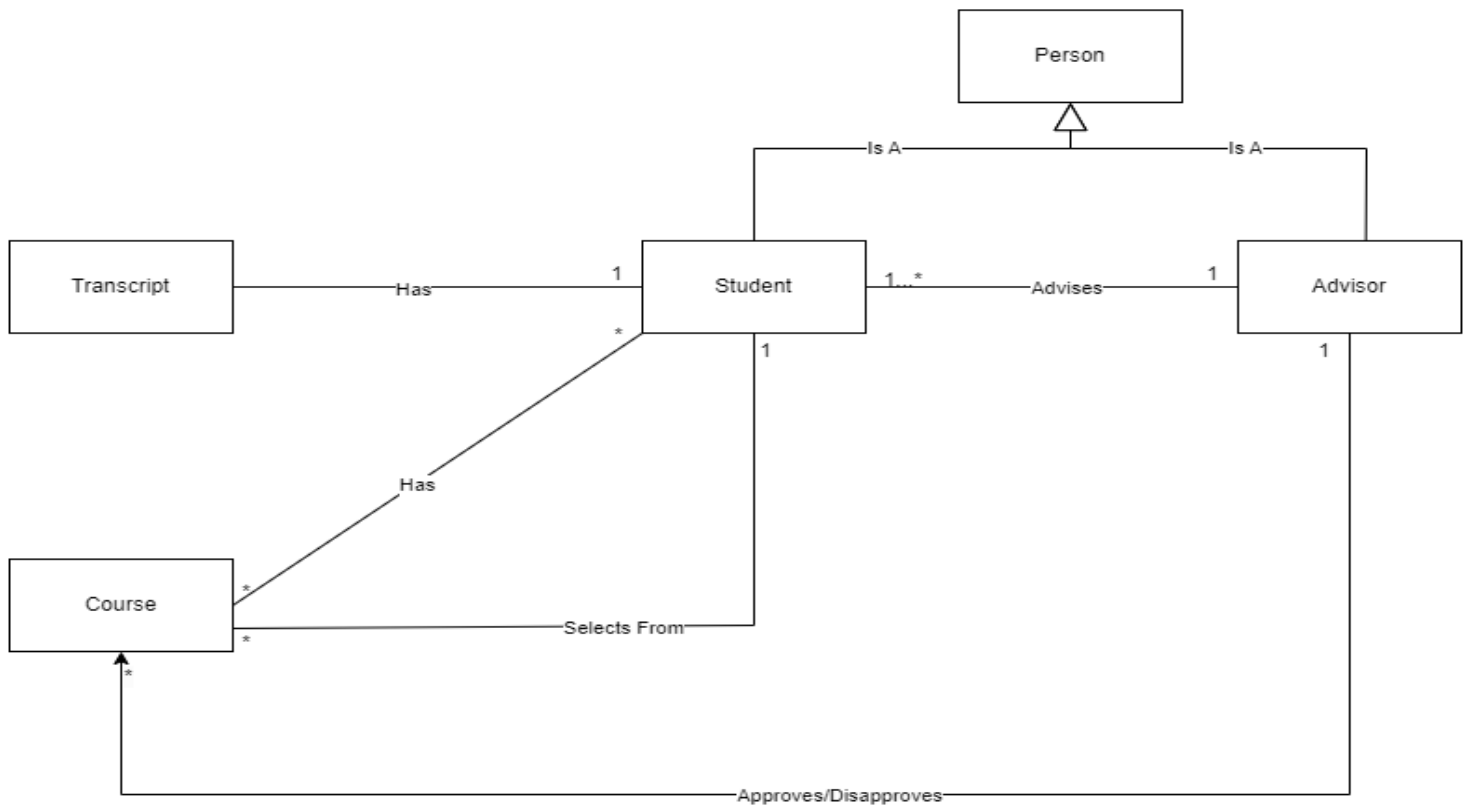 Person
Is A
Is A
Transcript
Has
1
Student
1...*
Advises
1
Advisor
*
1
1
Has
Course
*
*
Selects From
*
Approves/Disapproves